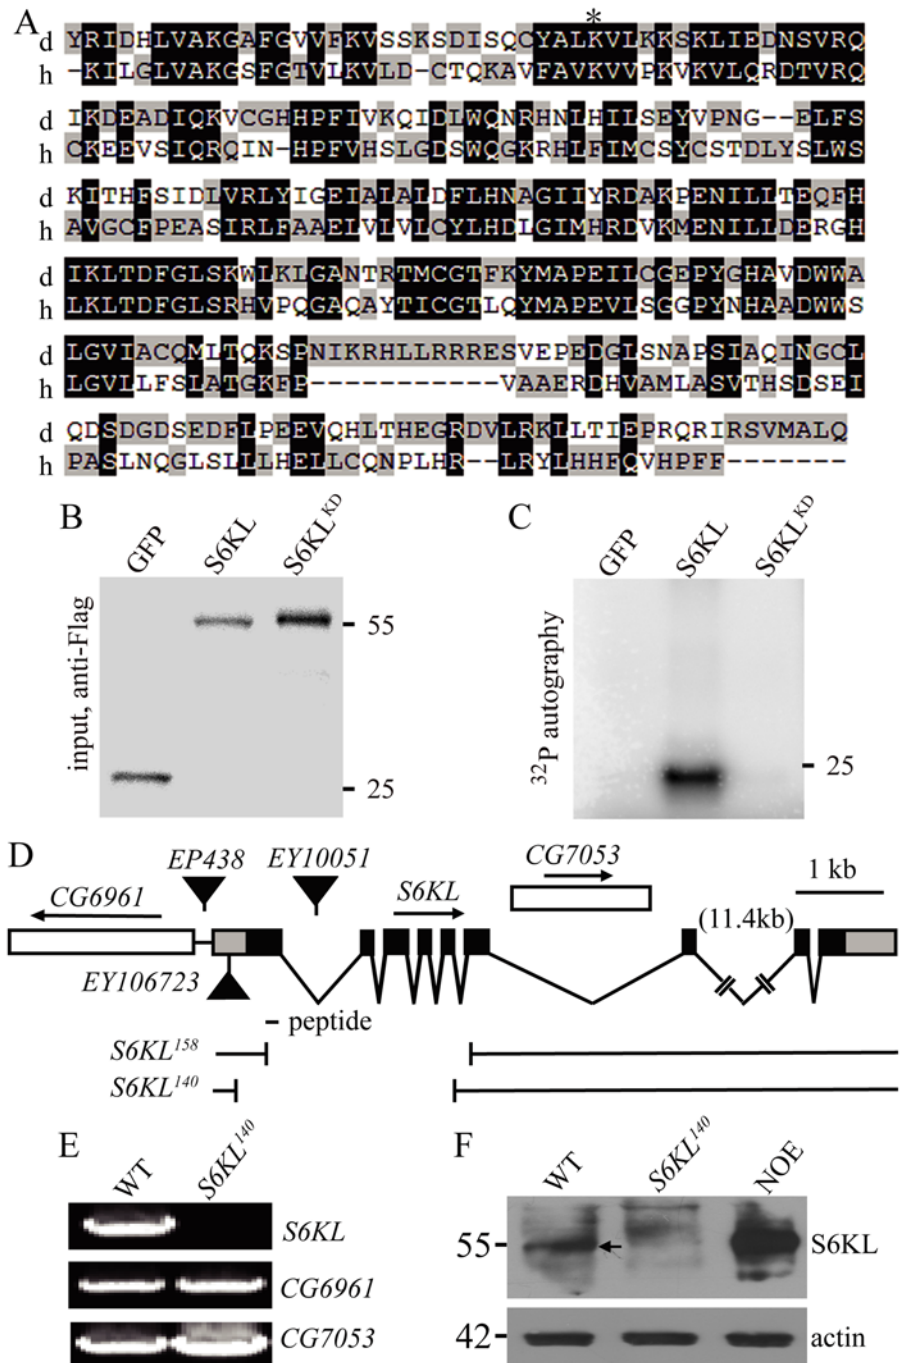 A
*
d YRIDHLVAKGAFGVVFKVSSKSDISQCYALKVLKKSKLIEDNSVRQ
h -KILGLVAKGSFGTVLKVLD-CTQKAVFAVKVVPKVKVLQRDTVRQ
d IKDEADIQKVCGHHPFIVKQIDLWQNRHNLHILSEYVPNG--ELFS
h CKEEVSIQRQIN-HPFVHSLGDSWQGKRHLFIMCSYCSTDLYSLWS
d KITHFSIDLVRLYIGEIALALDFLHNAGIIYRDAKPENILLTEQFH
h AVGCFPEASIRLFAAELVLVLCYLHDLGIMHRDVKMENILLDERGH
d IKLTDFGLSKWLKLGANTRTMCGTFKYMAPEILCGEPYGHAVDWWA
h LKLTDFGLSRHVPQGAQAYTICGTLQYMAPEVLSGGPYNHAADWWS
d LGVIACQMLTQKSPNIKRHLLRRRESVEPEDGLSNAPSIAQINGCL
h LGVLLFSLATGKFP-----------VAAERDHVAMLASVTHSDSEI
d QDSDGDSEDFLPEEVQHLTHEGRDVLRKLLTIEPRQRIRSVMALQ
h PASLNQGLSLLLHELLCQNPLHR--LRYLHHFQVHPFF-------
B
GFP S6KL S6KL^KD
input, anti-Flag
55
25
C
GFP S6KL S6KL^KD
32P autography
25
D
EP438 EY10051 CG7053
CG6961 S6KL 1 kb
(11.4kb)
EY106723
peptide
S6KL^158
S6KL^140
E
WT S6KL^140
S6KL
CG6961
CG7053
F
WT S6KL^140 NOE
55 S6KL
42 actin